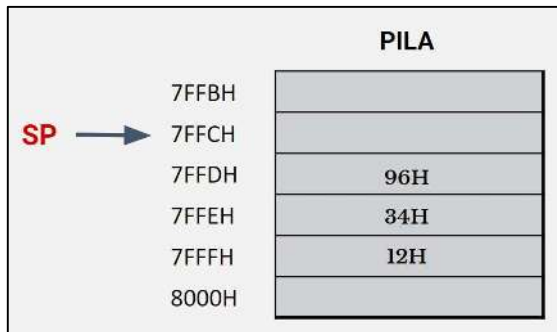 PILA
7FFBH
SP 7FFCH
7FFDH 96H
7FFEH 34H
7FFFH 12H
8000H